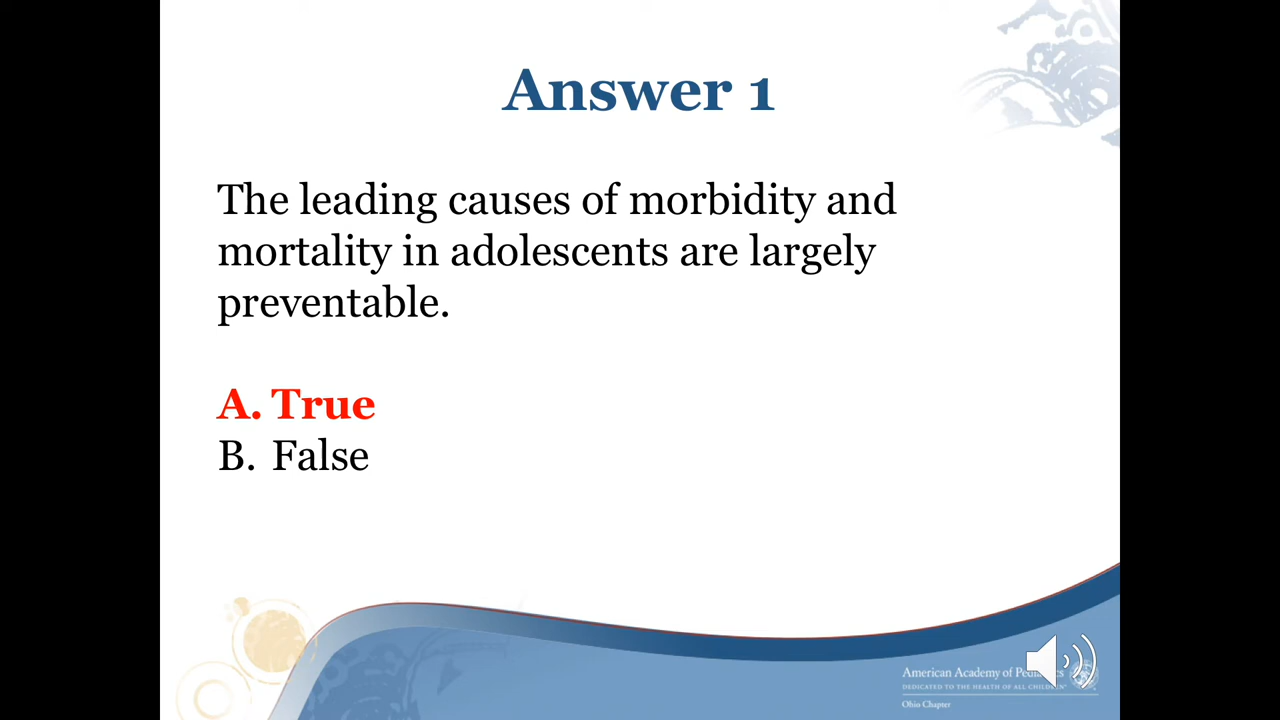 Answer 1
The leading causes of morbidity and
mortality in adolescents are largely
preventable.
A. True
B. False
American Academy of
DEDICATED TO THE HEALTH OF ALL CHILDREN
Ohio Chapter